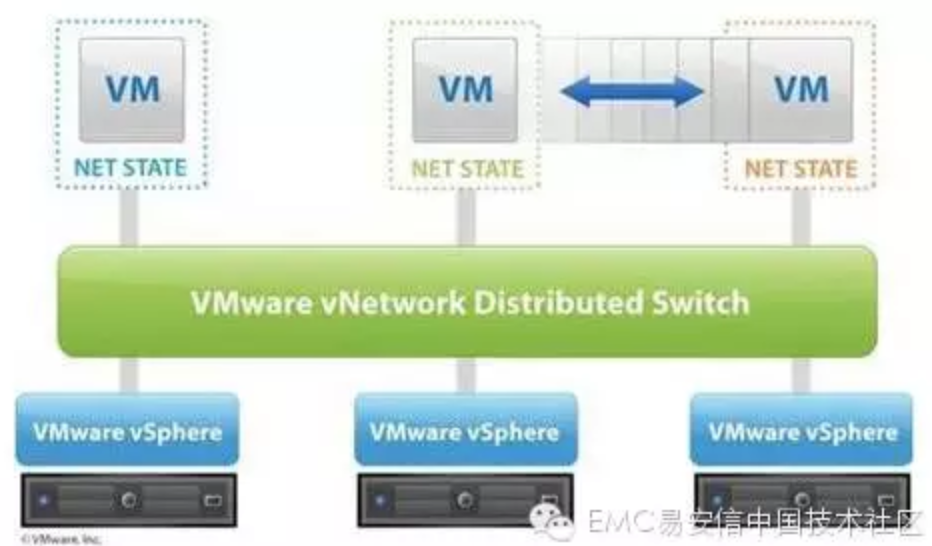 VM
VM
VM
NET STATE
NET STATE
NET STATE
VMware vNetwork Distributed Switch
VMware vSphere
VMware vSphere
VMware vSphere
EMC易安信中国技术社区
©VMware, Inc.